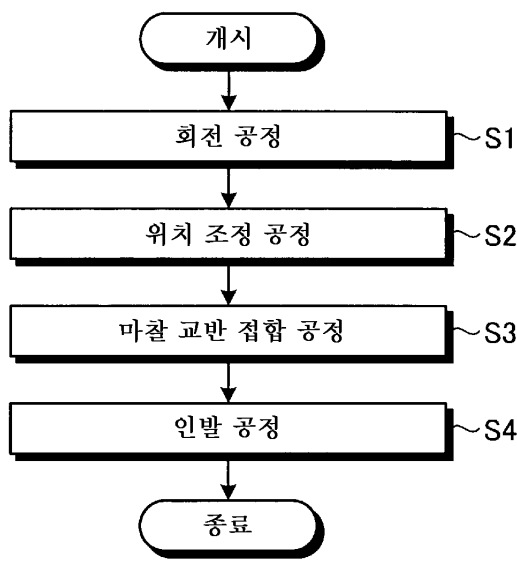 개시
회전 공정 S1
위치 조정 공정 S2
마찰 교반 접합 공정 S3
인발 공정 S4
종료